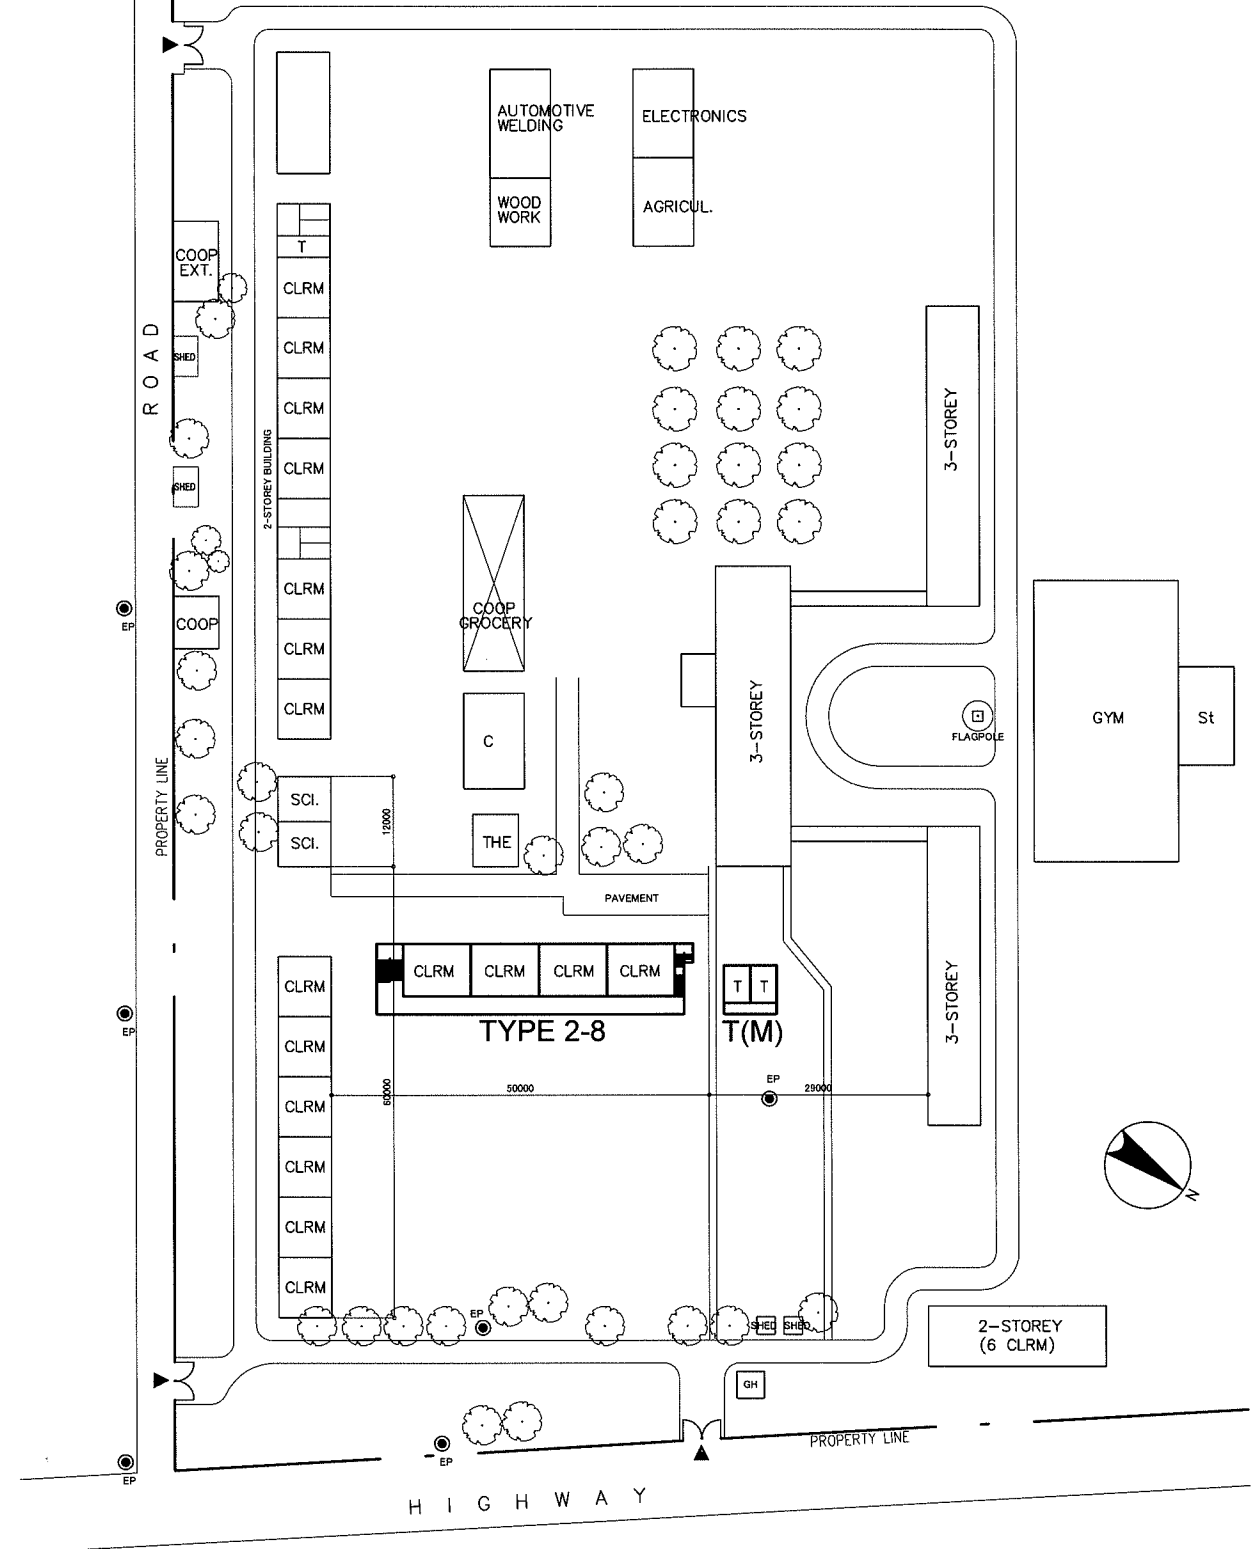 AUTOMOTIVE
WELDING
ELECTRONICS
WOOD
WORK
AGRICUL.
COOP
EXT.
T
CLRM
CLRM
CLRM
CLRM
ROAD
SHED
SHED
2-STOREY BUILDING
3-STOREY
CLRM
CLRM
CLRM
COOP
GROCERY
COOP
EP
3-STOREY
GYM
St
FLAGPOLE
C
PROPERTY LINE
SCI.
SCI.
12000
THE
PAVEMENT
CLRM
CLRM
CLRM
CLRM
T
T
TYPE 2-8
T(M)
3-STOREY
CLRM
CLRM
CLRM
CLRM
CLRM
CLRM
EP
60000
50000
EP
29000
N
EP
SHED
SHED
2-STOREY
(6 CLRM)
GH
PROPERTY LINE
EP
EP
HIGHWAY